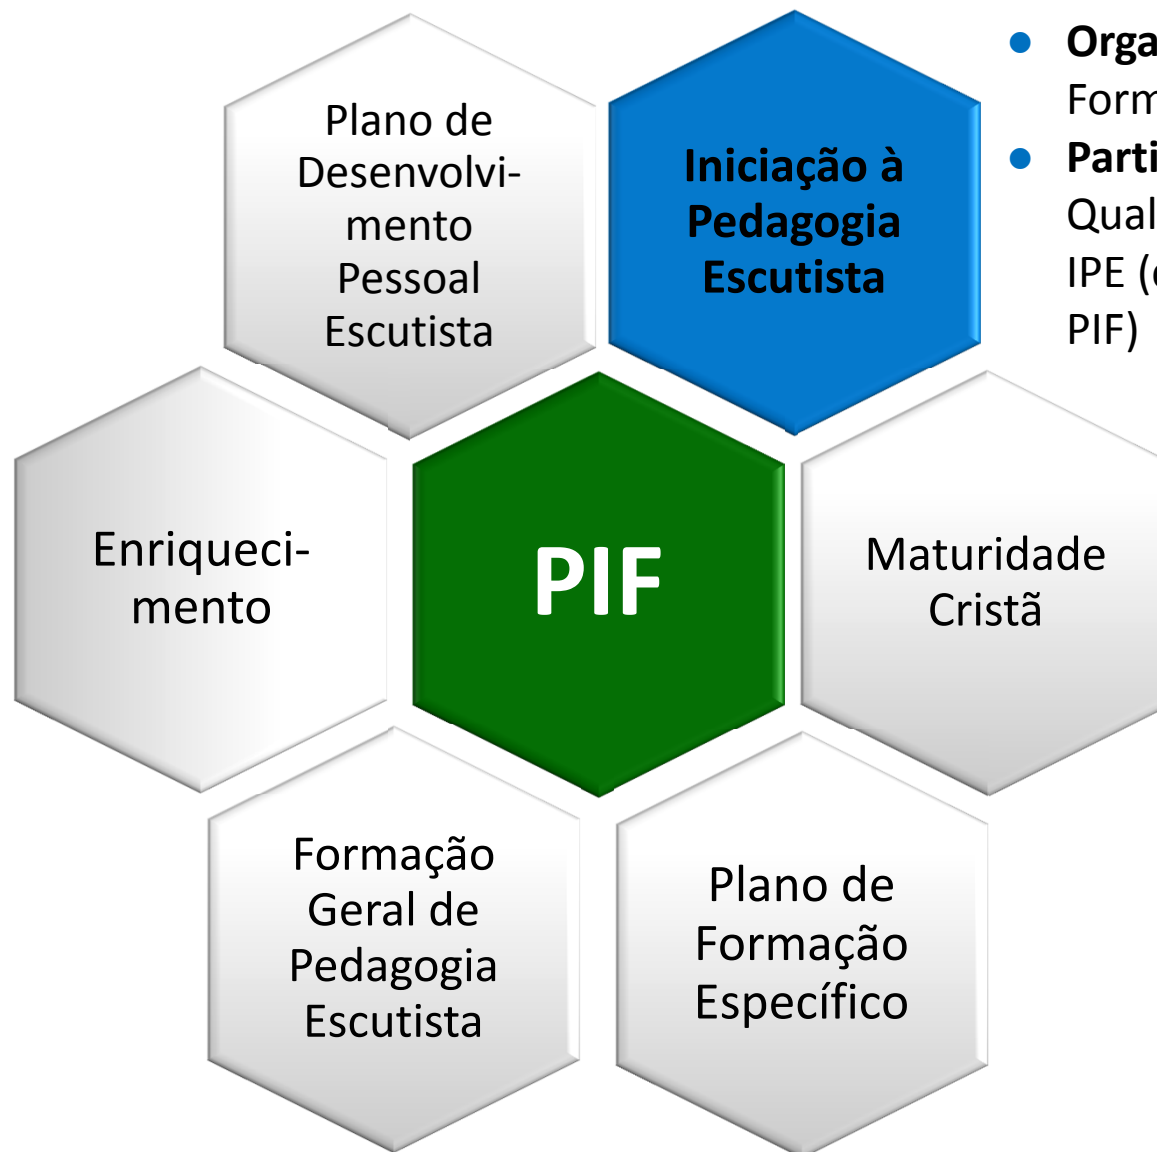 Plano de
Desenvolvi-
mento
Pessoal
Escutista
Iniciação à
Pedagogia
Escutista
●
Form
●
Qual
IPE (
PIF)
Enriqueci-
mento
PIF
Maturidade
Cristã
Formação
Geral de
Pedagogia
Escutista
Plano de
Formação
Específico